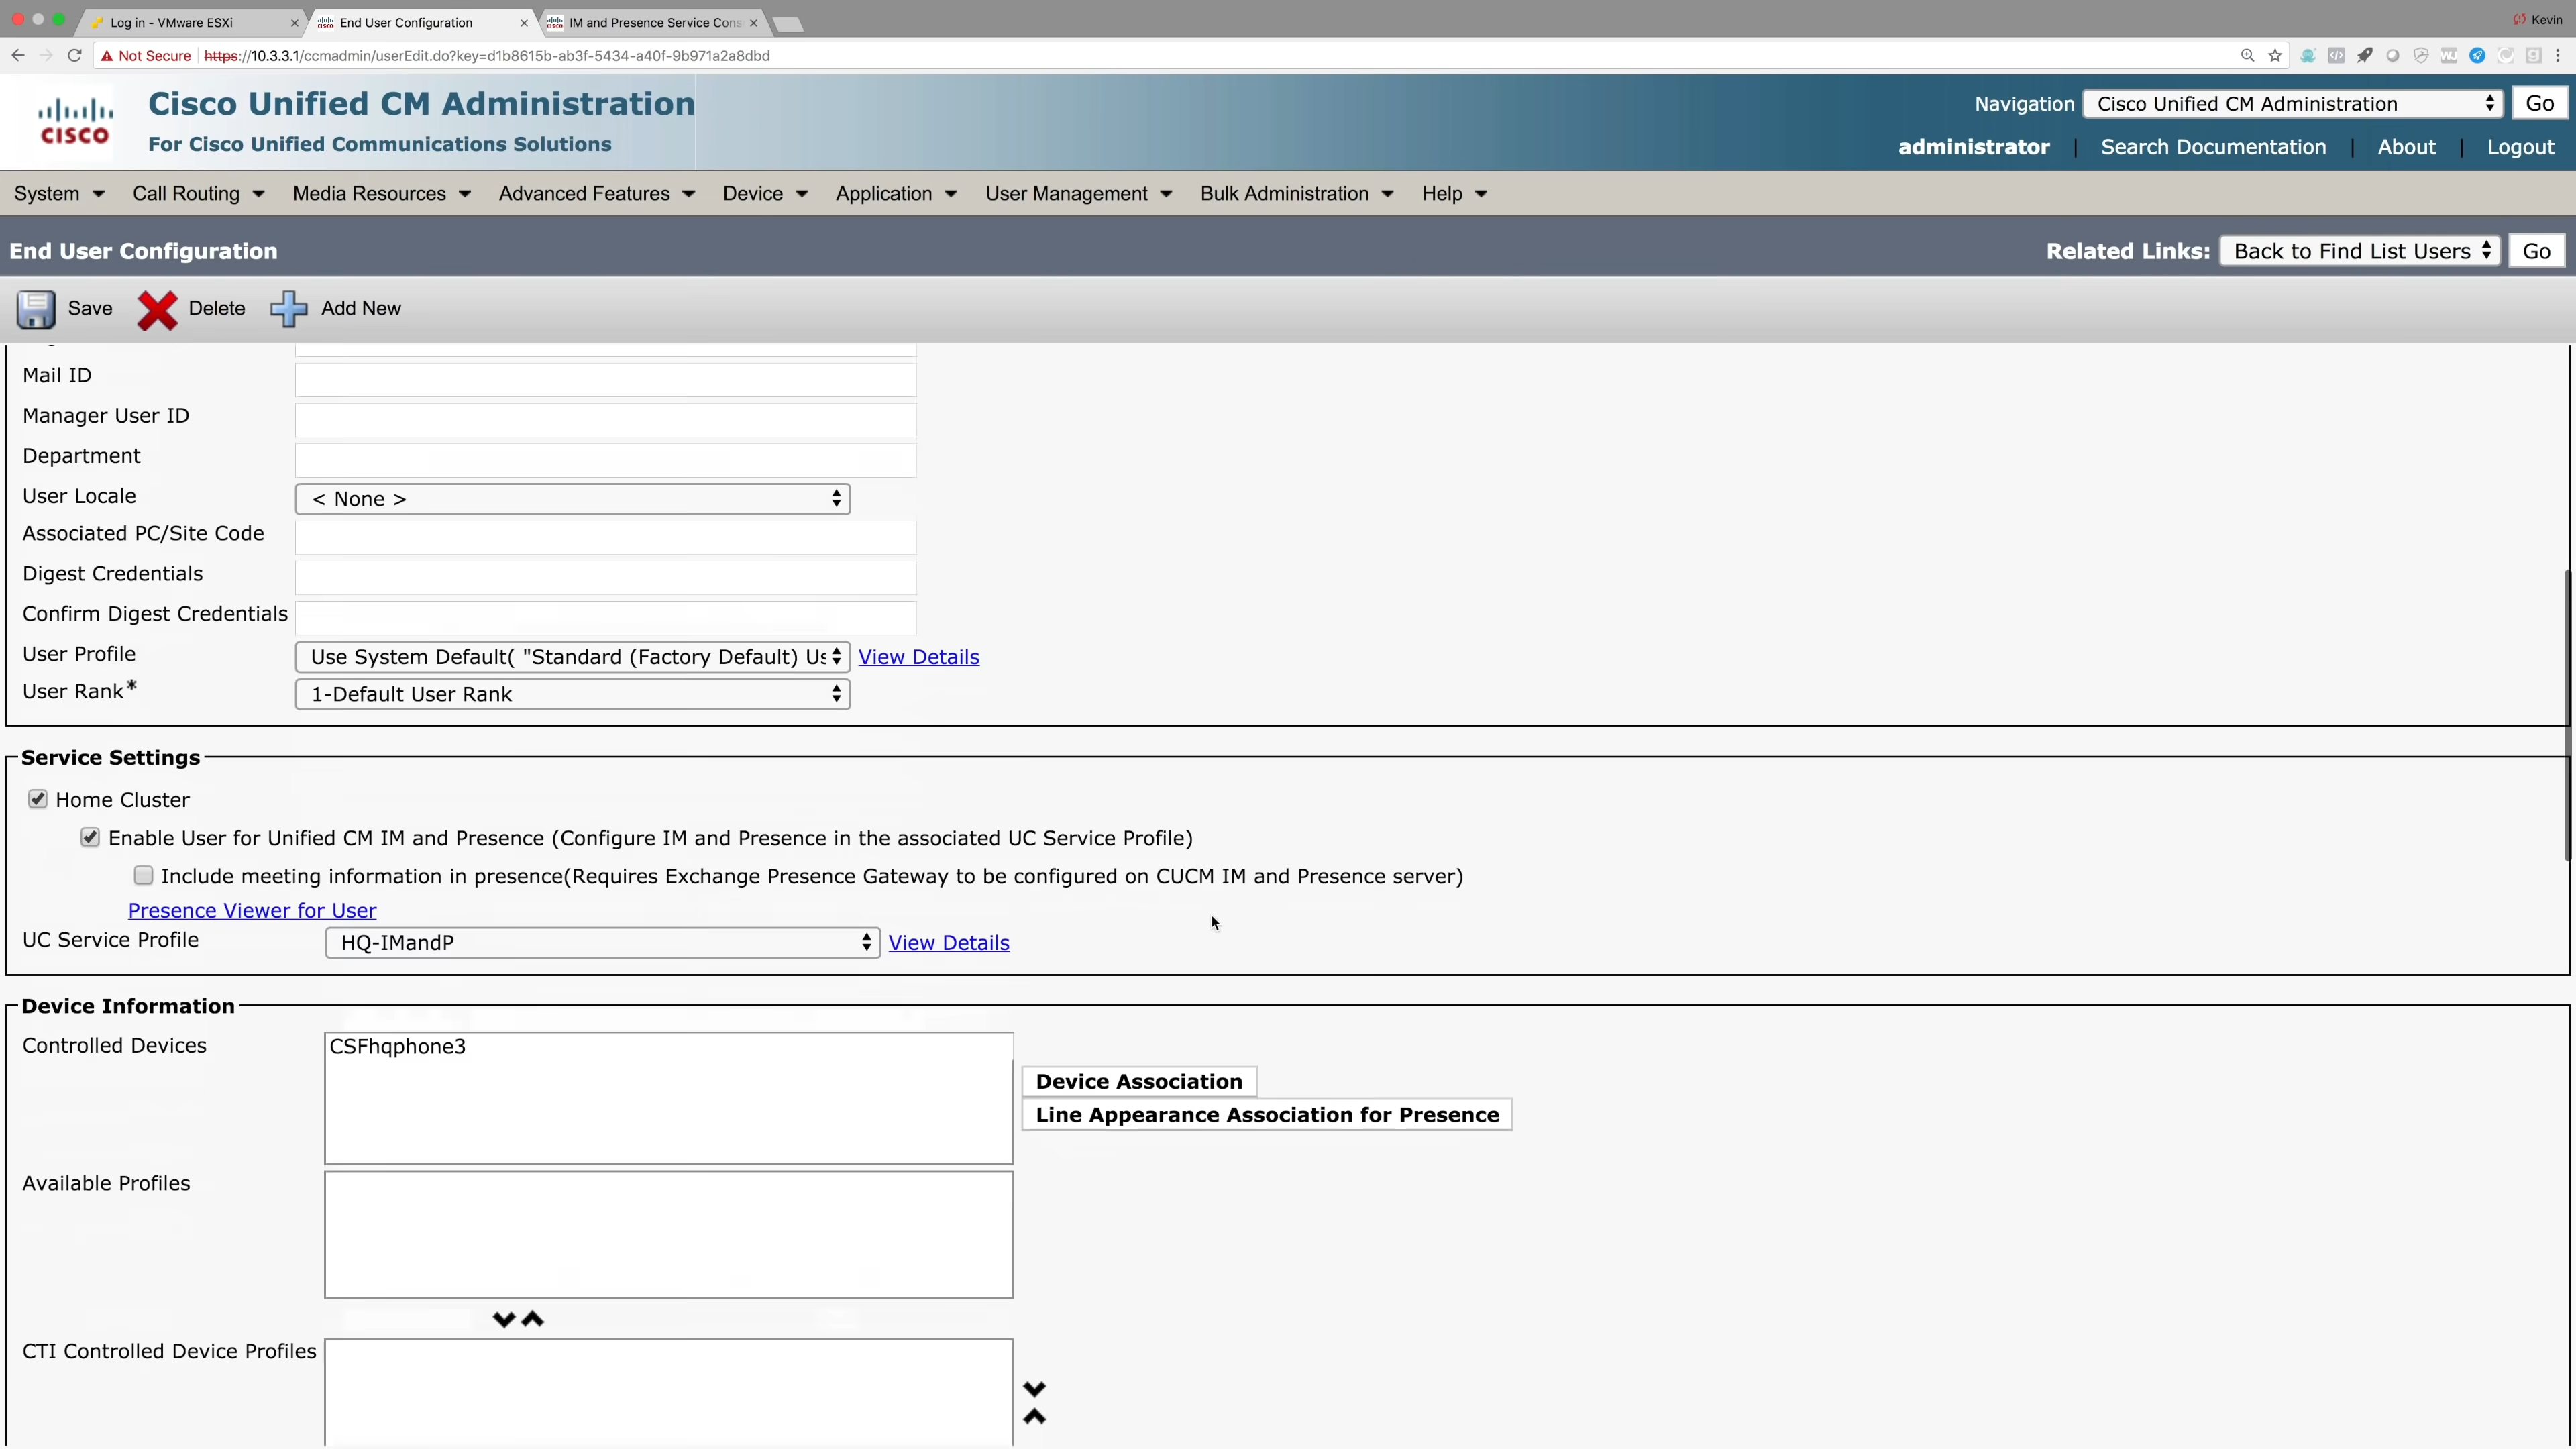 Log in - VMware ESXi
End User Configuration
IM and Presence Service Cons
Kevin
Not Secure https://10.3.3.1/ccmadmin/userEdit.do?key=d1b8615b-ab3f-5434-a40f-9b971a2a8dbd
CISCO
Cisco Unified CM Administration
For Cisco Unified Communications Solutions
Navigation Cisco Unified CM Administration Go
administrator | Search Documentation | About | Logout
System Call Routing Media Resources Advanced Features Device Application User Management Bulk Administration Help
End User Configuration
Related Links: Back to Find List Users Go
Save Delete Add New
Mail ID
Manager User ID
Department
User Locale < None >
Associated PC/Site Code
Digest Credentials
Confirm Digest Credentials
User Profile Use System Default( "Standard (Factory Default) Us View Details
User Rank* 1-Default User Rank
Service Settings
Home Cluster
Enable User for Unified CM IM and Presence (Configure IM and Presence in the associated UC Service Profile)
Include meeting information in presence(Requires Exchange Presence Gateway to be configured on CUCM IM and Presence server)
Presence Viewer for User
UC Service Profile HQ-IMandP View Details
Device Information
Controlled Devices CSFhqphone3
Device Association
Line Appearance Association for Presence
Available Profiles
CTI Controlled Device Profiles